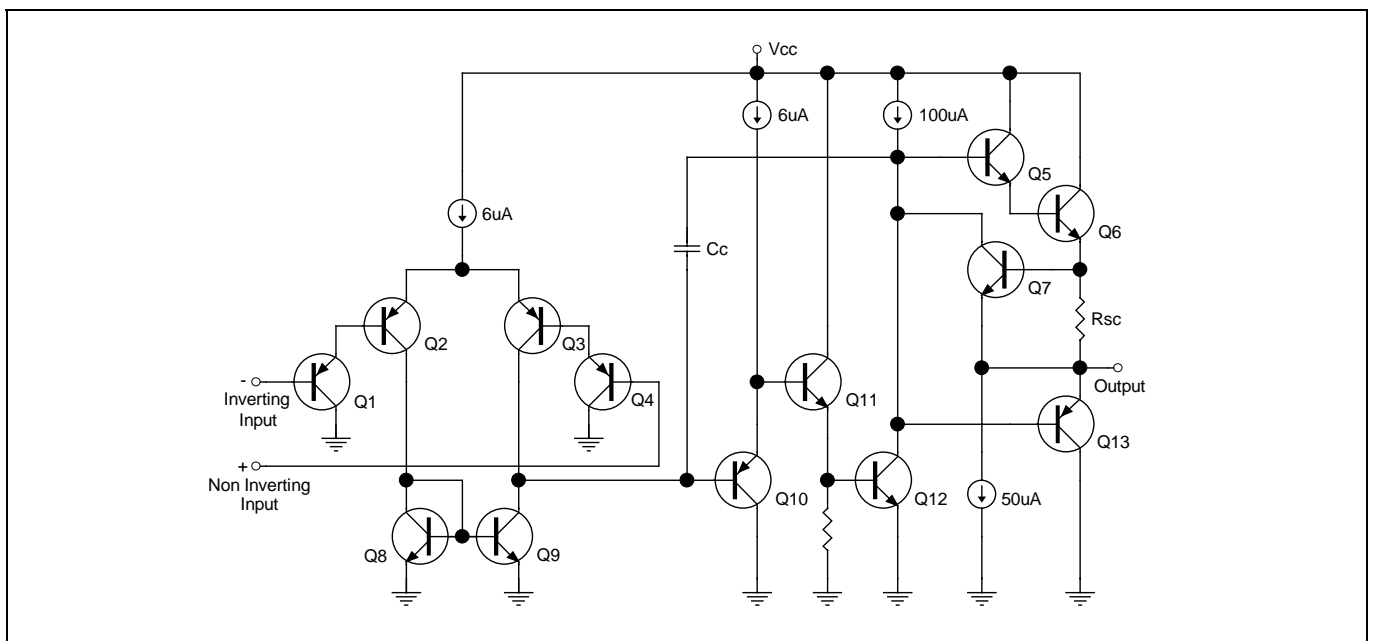 Vcc
6uA
100uA
Q5
6uA
Q6
Cc
Q7
Rsc
Q2
Q3
-
Inverting
Input
Q1
Q4
Q11
Output
Q13
+
Non Inverting
Input
Q10
Q12
50uA
Q8
Q9